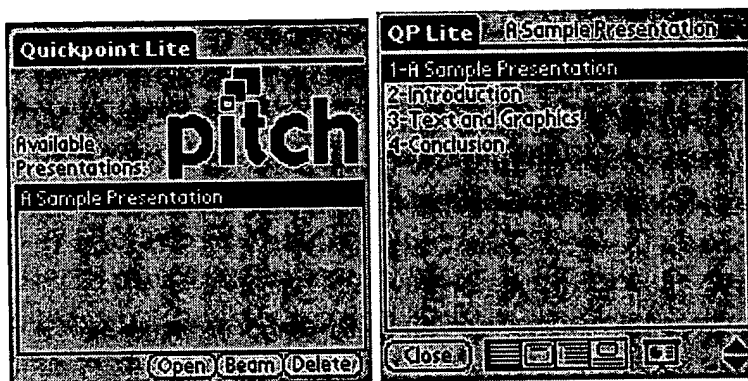 Quickpoint Lite
pitch
Available
Presentations:
A Sample Presentation
Open Beam Delete
QP Lite A Sample Presentation
1-A Sample Presentation
2-Introduction
3-Text and Graphics
4-Conclusion
Close